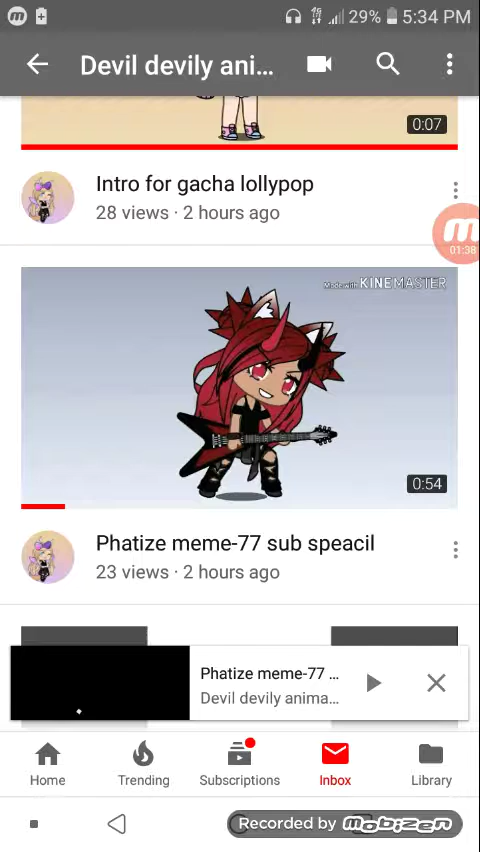 4G 29% 5:34 PM
Devil devily ani...
0:07
Intro for gacha lollypop
28 views · 2 hours ago
01:38
Made with KINEMASTER
0:54
Phatize meme-77 sub speacil
23 views · 2 hours ago
Phatize meme-77 ...
Devil devily anima...
Home Trending Subscriptions Inbox Library
Recorded by mobizen